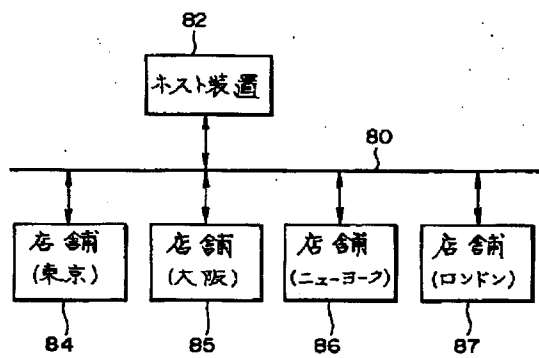 82
ホスト装置
80
店舗
(東京)
店舗
(大阪)
店舗
(ニューヨーク)
店舗
(ロンドン)
84
85
86
87